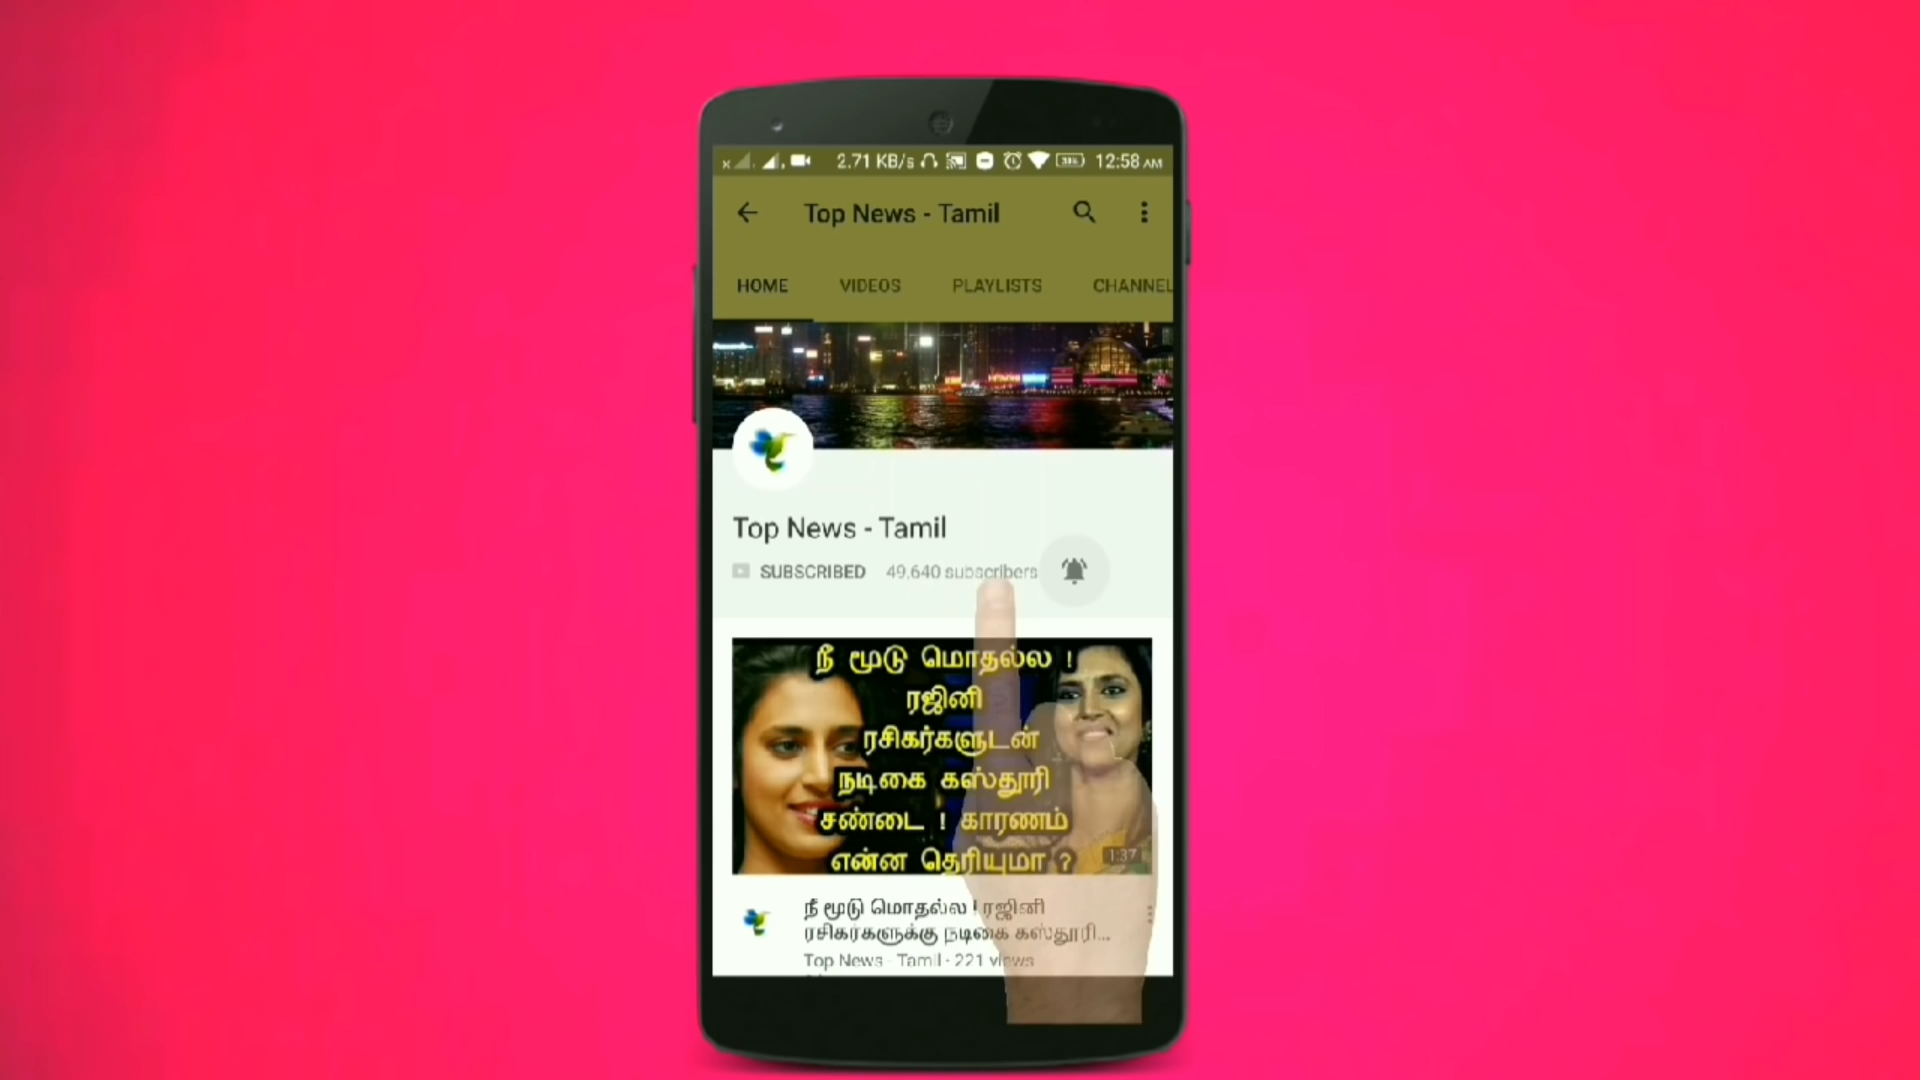 2.71 KB/s 12:58 AM
Top News - Tamil
HOME VIDEOS PLAYLISTS CHANNEL
Top News - Tamil
SUBSCRIBED 49,640 subscribers
நீ மூடு மொதல்ல !
ரஜினி
ரசிகர்களுடன்
நடிகை கஸ்தூரி
சண்டை ! காரணம்
என்ன தெரியுமா ?
1:37
நீ மூடு மொதல்ல ! ரஜினி
ரசிகர்களுக்கு நடிகை கஸ்தூரி...
Top News - Tamil · 221 views